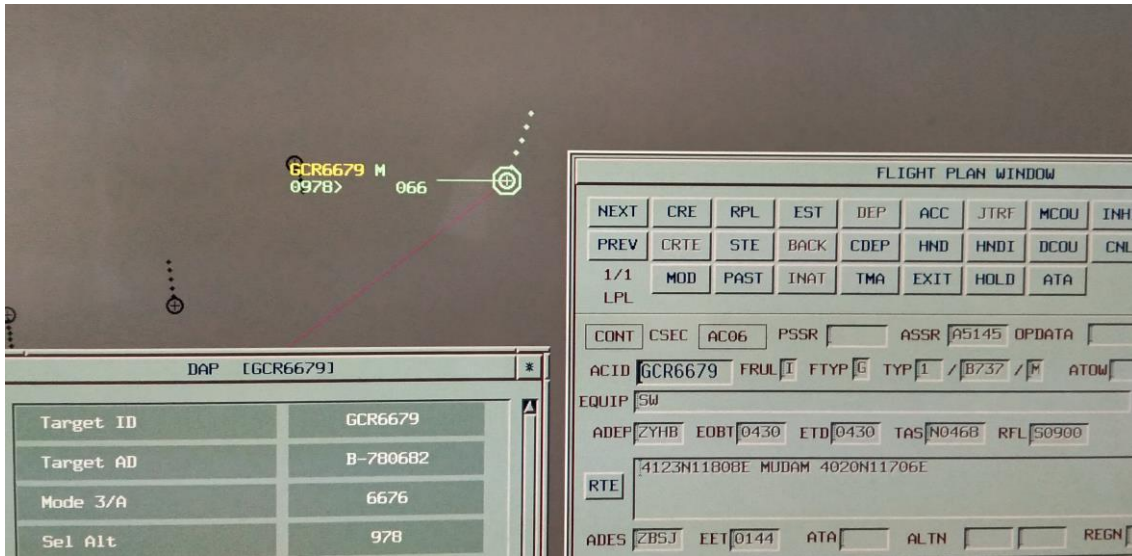 GCR6679 M
0978> 066
DAP [GCR6679] *
Target ID GCR6679
Target AD B-780682
Mode 3/A 6676
Sel Alt 978
FLIGHT PLAN WINDOW
NEXT CRE RPL EST DEP ACC JTRF MCOU INH
PREV CRTE STE BACK CDEP HND HNDI DCOU CNL
1/1 MOD PAST INAT TMA EXIT HOLD ATA
LPL
CONT CSEC AC06 PSSR ASSR A5145 OPDATA
ACID GCR6679 FRUL I FTYP G TYP 1 / B737 / M ATOW
EQUIP SW
ADEP ZYHB EOBT 0430 ETD 0430 TAS N0468 RFL S0900
RTE 4123N11808E MUDAM 4020N11706E
ADES ZBSJ EET 0144 ATA ALTN REGN